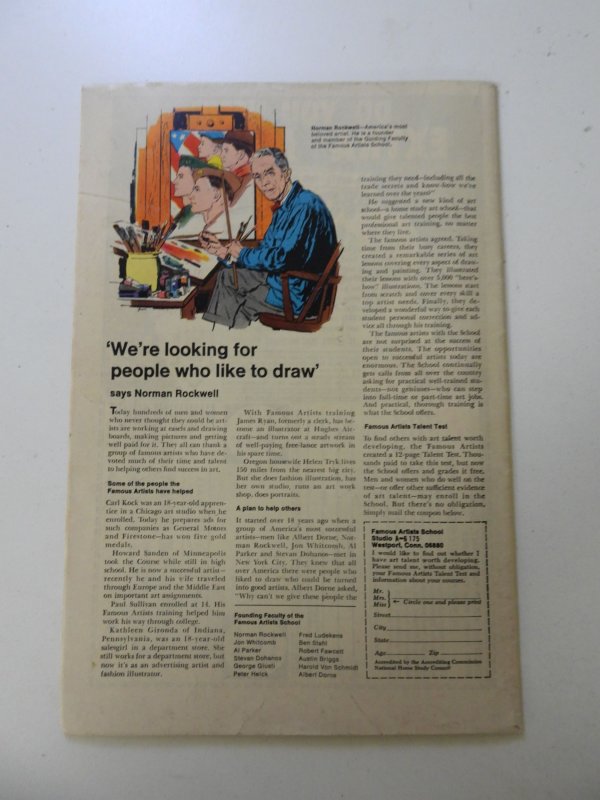 Norman Rockwell—America's most
beloved artist. He is a founder
and member of the Guiding Faculty
of the Famous Artists School.
'We're looking for
people who like to draw'
says Norman Rockwell
Today hundreds of men and women
who never thought they could be art-
ists are working at easels and drawing
boards, making pictures and getting
well paid for it. They all can thank a
group of famous artists who have de-
voted much of their time and talent
to helping others find success in art.
Some of the people the
Famous Artists have helped
Carl Kock was an 18-year-old appren-
tice in a Chicago art studio when he
enrolled. Today he prepares ads for
such companies as General Motors
and Firestone—has won five gold
medals.
Howard Sanden of Minneapolis
took the Course while still in high
school. He is now a successful artist—
recently he and his wife traveled
through Europe and the Middle East
on important art assignments.
Paul Sullivan enrolled at 14. His
Famous Artists training helped him
work his way through college.
Kathleen Gironda of Indiana,
Pennsylvania, was an 18-year-old
salesgirl in a department store. She
still works for a department store, but
now it's as an advertising artist and
fashion illustrator.
With Famous Artists training
James Ryan, formerly a clerk, has be-
come an illustrator at Hughes Air-
craft—and turns out a steady stream
of well-paying free-lance artwork in
his spare time.
Oregon housewife Helen Tryk lives
150 miles from the nearest big city.
But she does fashion illustration, has
her own studio, runs an art work
shop, does portraits.
A plan to help others
It started over 18 years ago when a
group of America's most successful
artists—men like Albert Dorne, Nor-
man Rockwell, Jon Whitcomb, Al
Parker and Stevan Dohanos—met in
New York City. They knew that all
over America there were people who
liked to draw who could be turned
into good artists. Albert Dorne asked,
"Why can't we give these people the
Founding Faculty of the
Famous Artists School
Norman Rockwell
Jon Whitcomb
Al Parker
Stevan Dohanos
George Giusti
Peter Helck
Fred Ludekens
Ben Stahl
Robert Fawcett
Austin Briggs
Harold Von Schmidt
Albert Dorne
training they need—including all the
trade secrets and know-how we've
learned over the years?"
He suggested a new kind of art
school—a home study art school—that
would give talented people the best
professional art training, no matter
where they live.
The famous artists agreed. Taking
time from their busy careers, they
created a remarkable series of art
lessons covering every aspect of draw-
ing and painting. They illustrated
their lessons with over 5,000 "here's-
how" illustrations. The lessons start
from scratch and cover every skill a
top artist needs. Finally, they de-
veloped a wonderful way to give each
student personal correction and ad-
vice all through his training.
The famous artists with the School
are not surprised at the success of
their students. The opportunities
open to successful artists today are
enormous. The School continually
gets calls from all over the country
asking for practical well-trained stu-
dents—not geniuses—who can step
into full-time or part-time art jobs.
And practical, thorough training is
what the School offers.
Famous Artists Talent Test
To find others with art talent worth
developing, the Famous Artists
created a 12-page Talent Test. Thou-
sands paid to take this test, but now
the School offers and grades it free.
Men and women who do well on the
test—or offer other sufficient evidence
of art talent—may enroll in the
School. But there's no obligation,
Simply mail the coupon below.
Famous Artists School
Studio A-5175
Westport, Conn. 06880
I would like to find out whether I
have art talent worth developing.
Please send me, without obligation,
your Famous Artists Talent Test and
information about your courses.
Mr.
Mrs.
Miss
← Circle one and please print
Street
City
State
Age Zip
Accredited by the Accrediting Commission
National Home Study Council